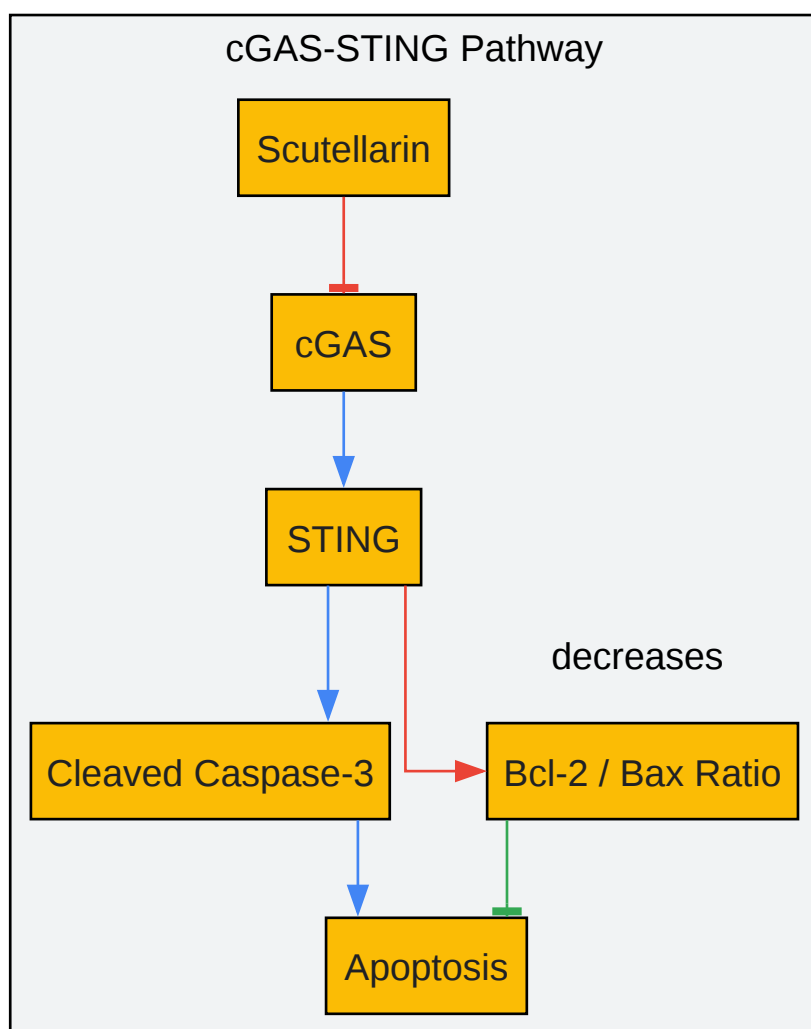 cGAS-STING Pathway
Scutellarin
cGAS
STING
decreases
Cleaved Caspase-3
Bcl-2 / Bax Ratio
Apoptosis